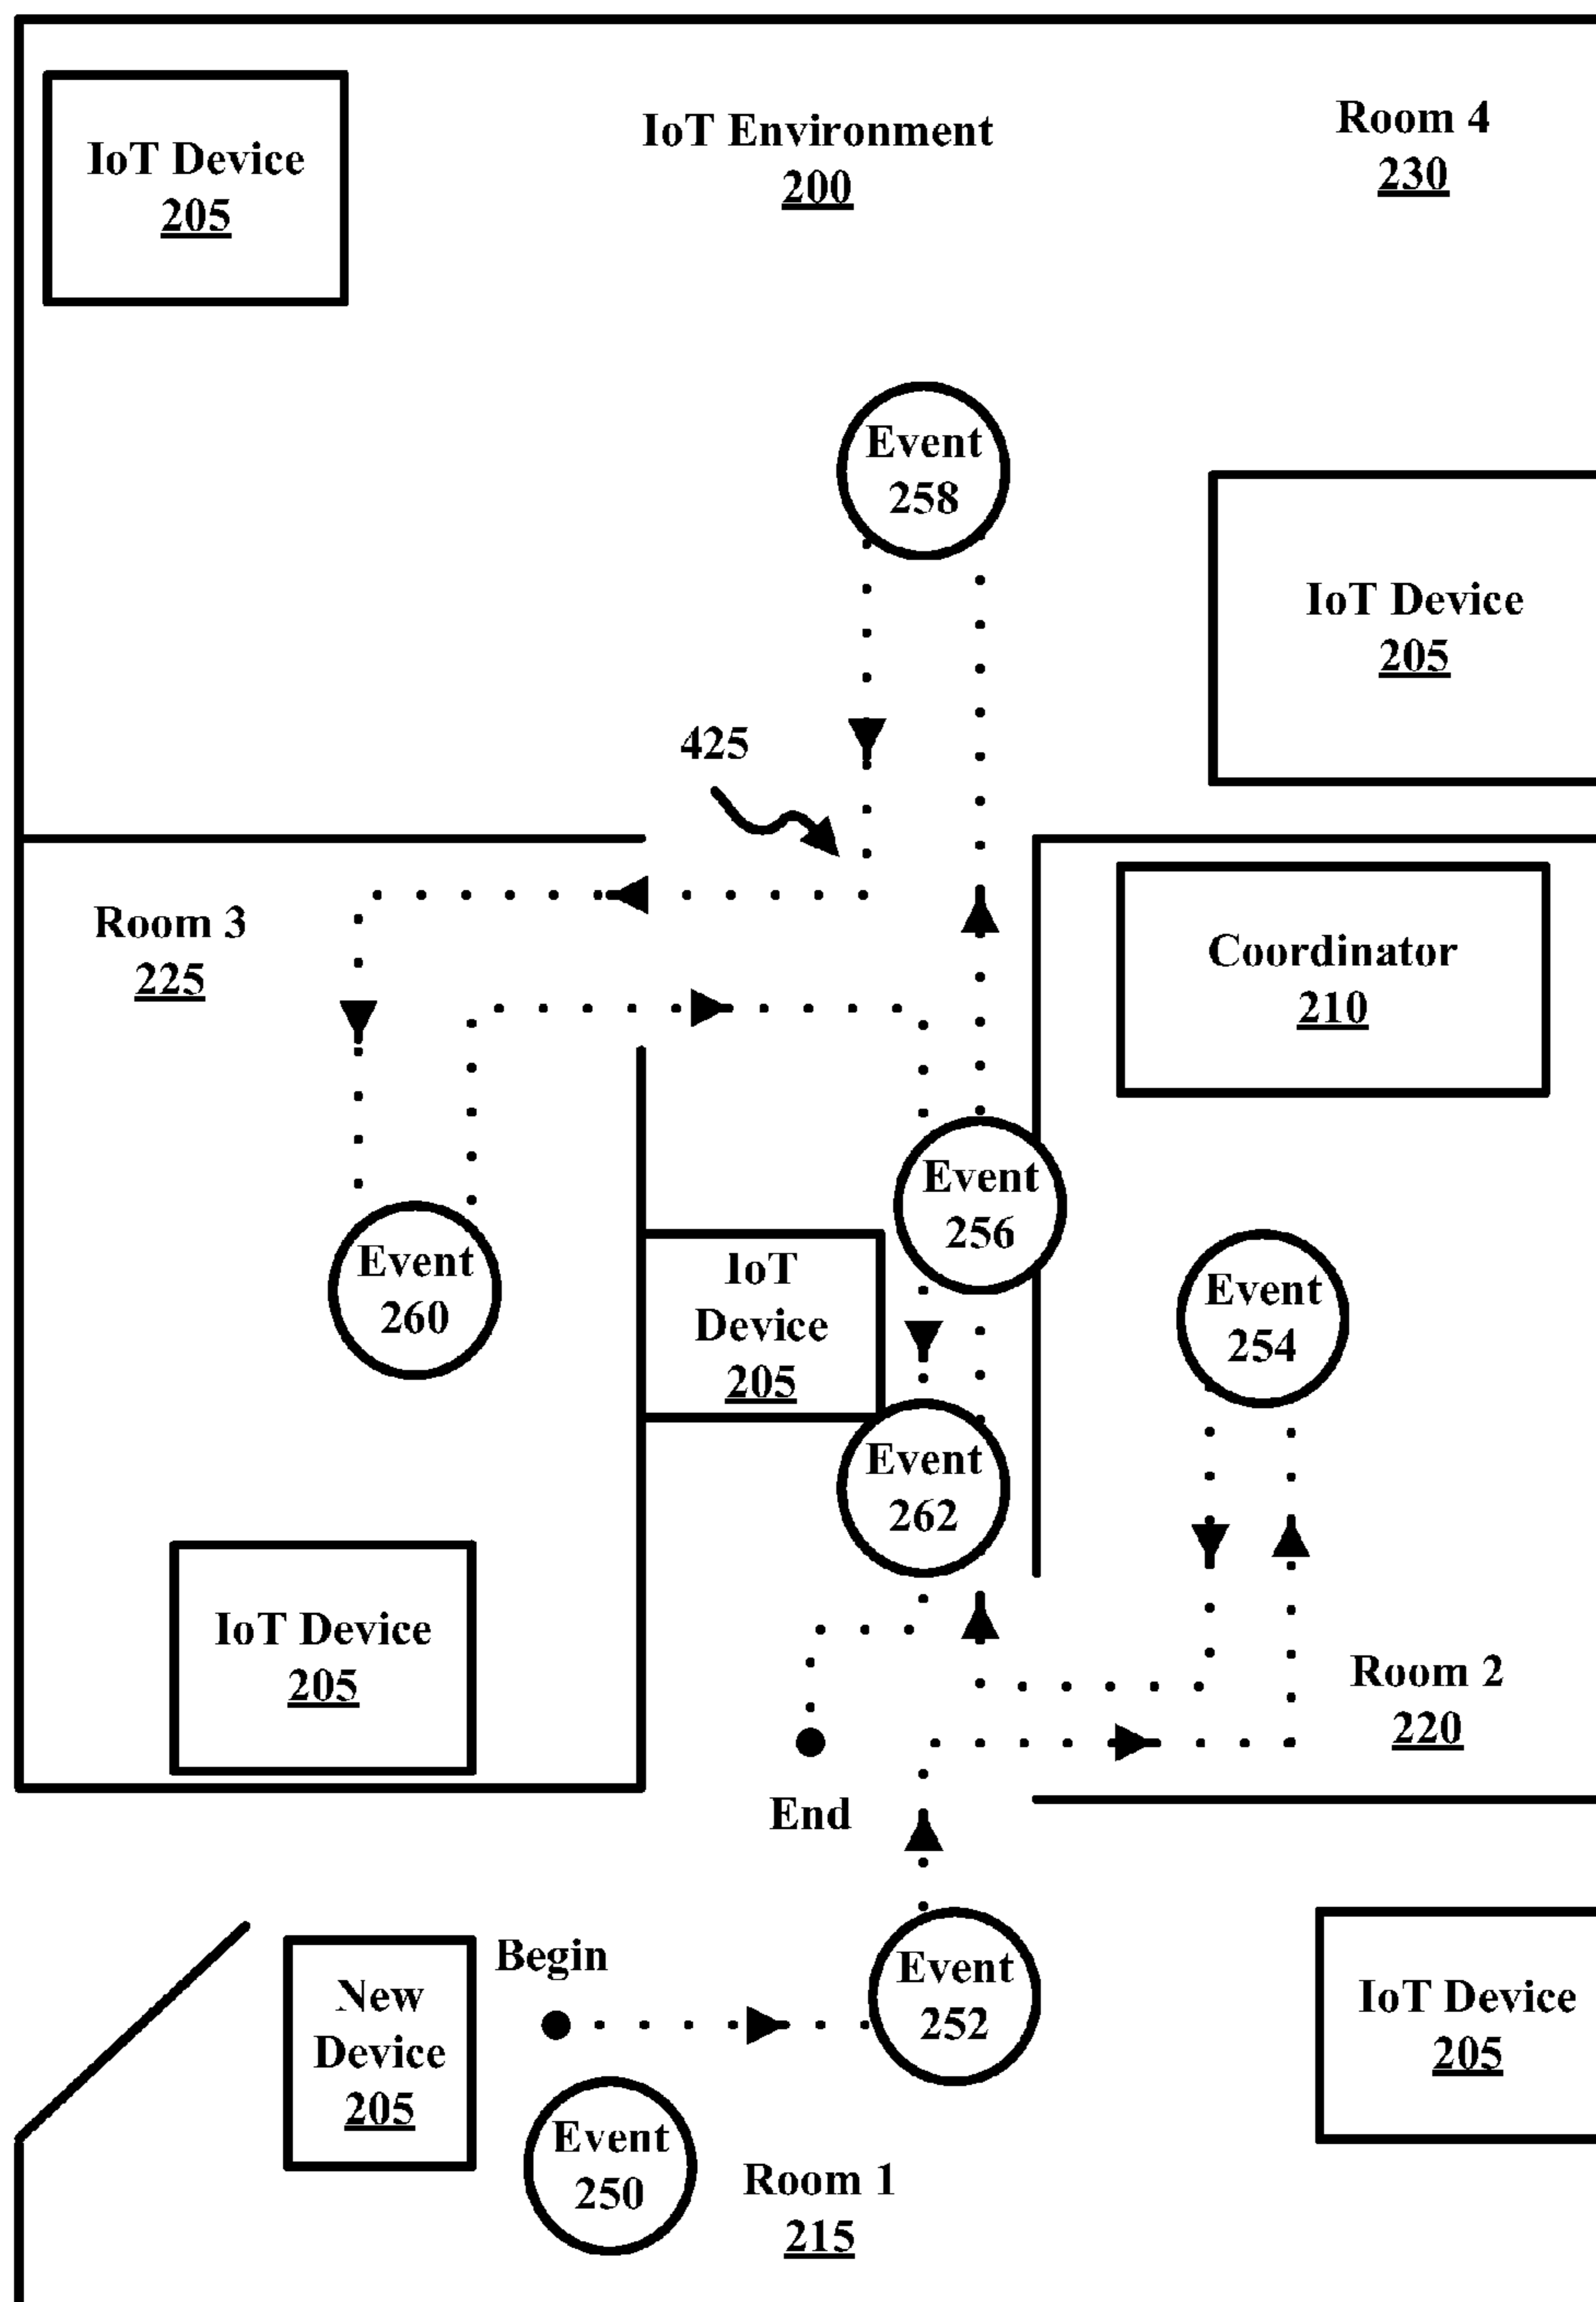 IoT Device
205
IoT Environment
200
Room 4
230
Event
258
IoT Device
205
425
Room 3
225
Coordinator
210
Event
256
Event
260
IoT
Device
205
Event
254
Event
262
IoT Device
205
Room 2
220
End
Begin
New
Device
205
Event
252
IoT Device
205
Event
250
Room 1
215